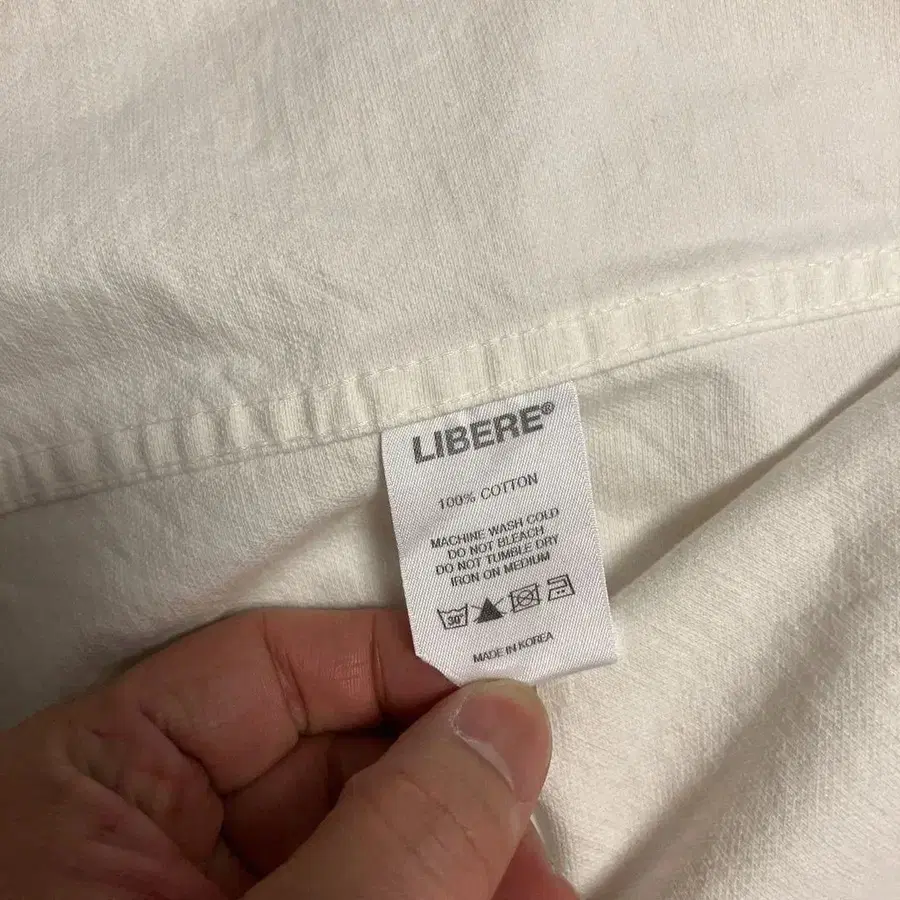 LIBERE®
100% COTTON
MACHINE WASH COLD
DO NOT BLEACH
DO NOT TUMBLE DRY
IRON ON MEDIUM
30°
MADE IN KOREA